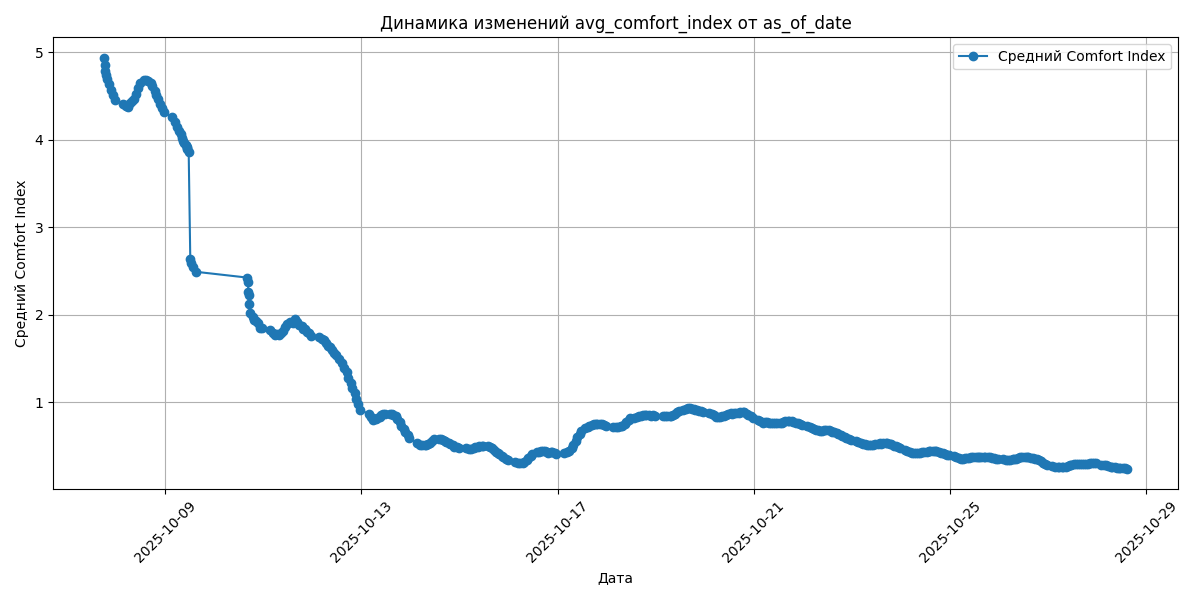 Динамика изменений avg_comfort_index от as_of_date
Средний Comfort Index
5
4
3
2
1
Средний Comfort Index
2025-10-09
2025-10-13
2025-10-17
2025-10-21
2025-10-25
2025-10-29
Дата